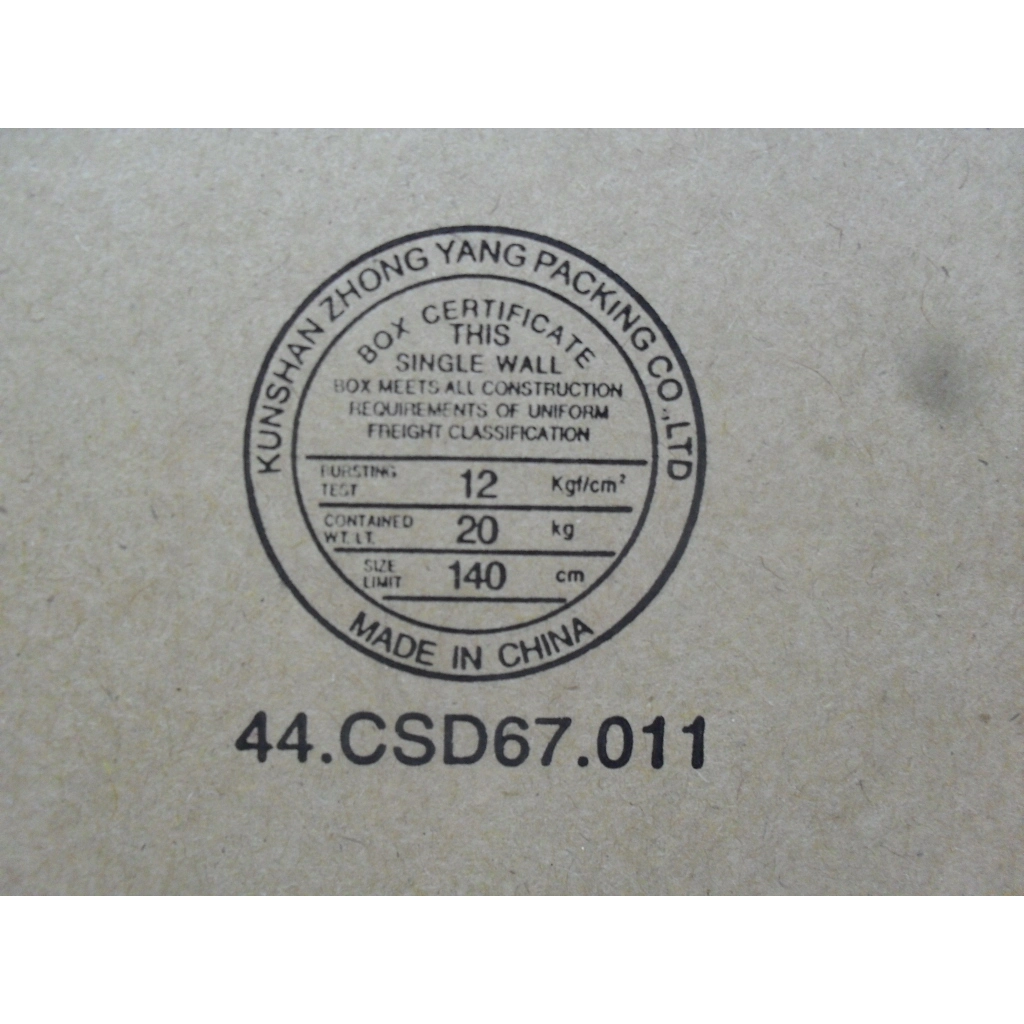 KUNSHAN ZHONG YANG PACKING CO.,LTD
BOX CERTIFICATE
THIS
SINGLE WALL
BOX MEETS ALL CONSTRUCTION
REQUIREMENTS OF UNIFORM
FREIGHT CLASSIFICATION
BURSTING TEST 12 Kgf/cm²
CONTAINED WT. LT. 20 kg
SIZE LIMIT 140 cm
MADE IN CHINA
44.CSD67.011